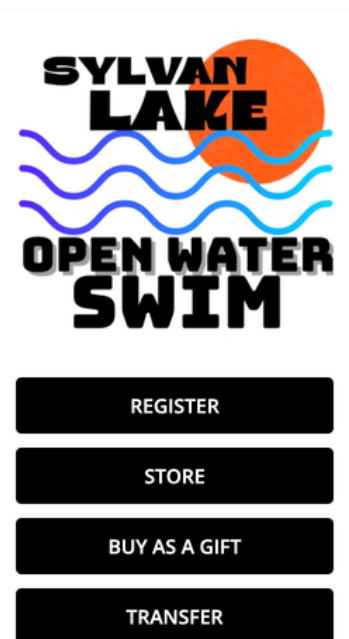 SYLVAN
LAKE
OPEN WATER
SWIM
REGISTER
STORE
BUY AS A GIFT
TRANSFER